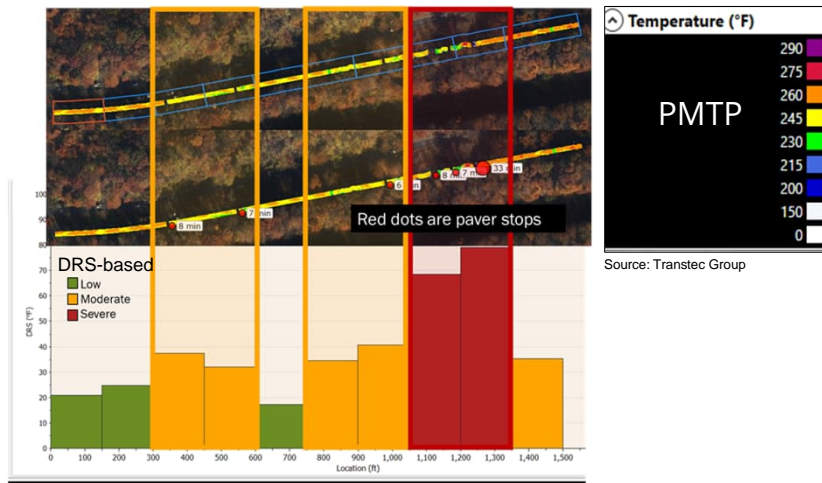 Temperature (°F)
290
275
260
245
230
215
200
150
0
PMTP
Source: Transtec Group
8 min
7 min
6 min
8 min
7 min
33 min
Red dots are paver stops
DRS-based
Low
Moderate
Severe
DRS (°F)
100
90
80
70
60
50
40
30
20
10
0
0 100 200 300 400 500 600 700 800 900 1,000 1,100 1,200 1,300 1,400 1,500
Location (ft)